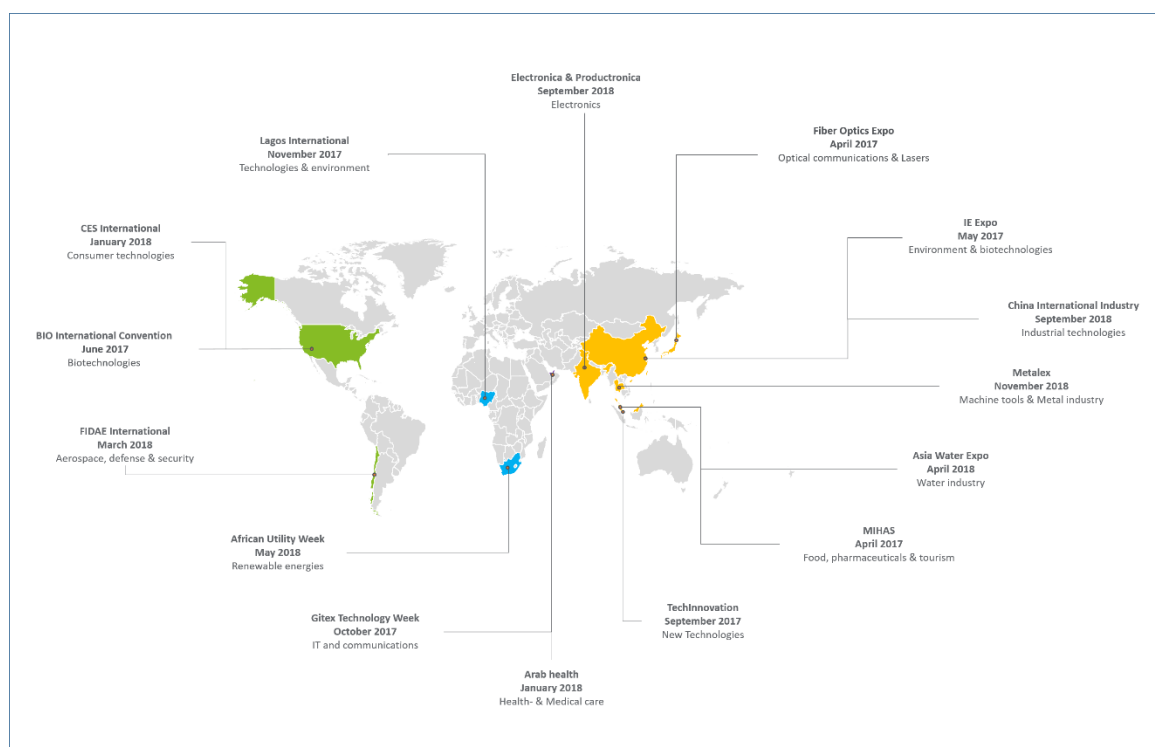 Electronica & Productronica
September 2018
Electronics
Lagos International
November 2017
Technologies & environment
Fiber Optics Expo
April 2017
Optical communications & Lasers
CES International
January 2018
Consumer technologies
IE Expo
May 2017
Environment & biotechnologies
BIO International Convention
June 2017
Biotechnologies
China International Industry
September 2018
Industrial technologies
Metalex
November 2018
Machine tools & Metal industry
FIDAE International
March 2018
Aerospace, defense & security
Asia Water Expo
April 2018
Water industry
African Utility Week
May 2018
Renewable energies
MIHAS
April 2017
Food, pharmaceuticals & tourism
Gitex Technology Week
October 2017
IT and communications
TechInnovation
September 2017
New Technologies
Arab health
January 2018
Health- & Medical care